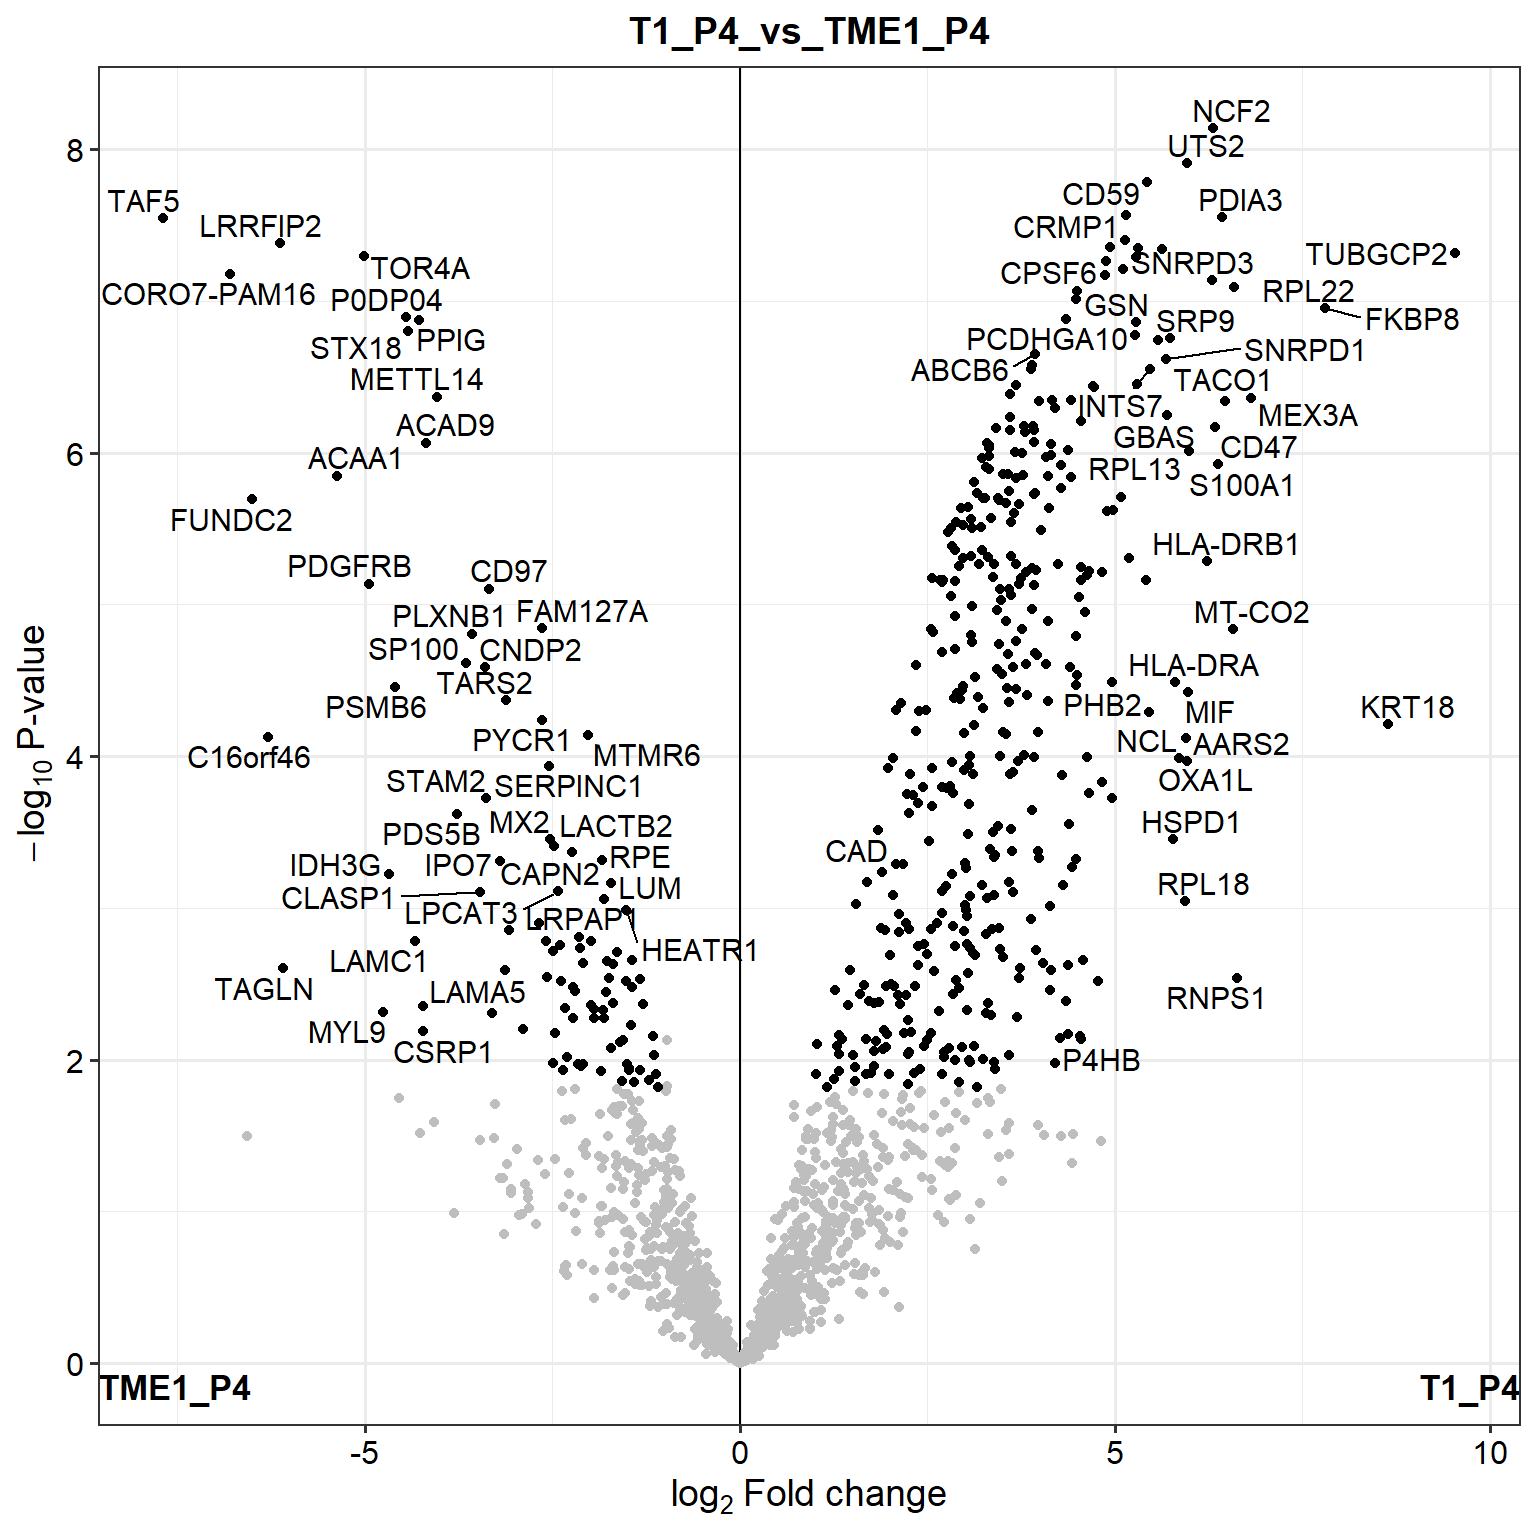 T1_P4_vs_TME1_P4
NCF2
UTS2
CD59
PDIA3
TAF5
LRRFIP2
CRMP1
TUBGCP2
SNRPD3
TOR4A
CPSF6
CORO7-PAM16
P0DP04
RPL22
GSN
FKBP8
SRP9
PCDHGA10
PPIG
STX18
SNRPD1
ABCB6
METTL14
TACO1
INTS7
MEX3A
ACAD9
GBAS
CD47
ACAA1
RPL13
S100A1
FUNDC2
HLA-DRB1
PDGFRB
CD97
PLXNB1
FAM127A
MT-CO2
SP100
CNDP2
HLA-DRA
TARS2
PSMB6
PHB2
MIF
KRT18
PYCR1
NCL
AARS2
C16orf46
MTMR6
STAM2
SERPINC1
OXA1L
PDS5B
MX2
LACTB2
HSPD1
CAD
RPE
IDH3G
IPO7
CAPN2
LUM
RPL18
CLASP1
LPCAT3
LRPAP1
HEATR1
LAMC1
TAGLN
LAMA5
RNPS1
MYL9
CSRP1
P4HB
TME1_P4
T1_P4
8
6
4
2
0
-5
0
5
10
log2 Fold change
−log10 P-value